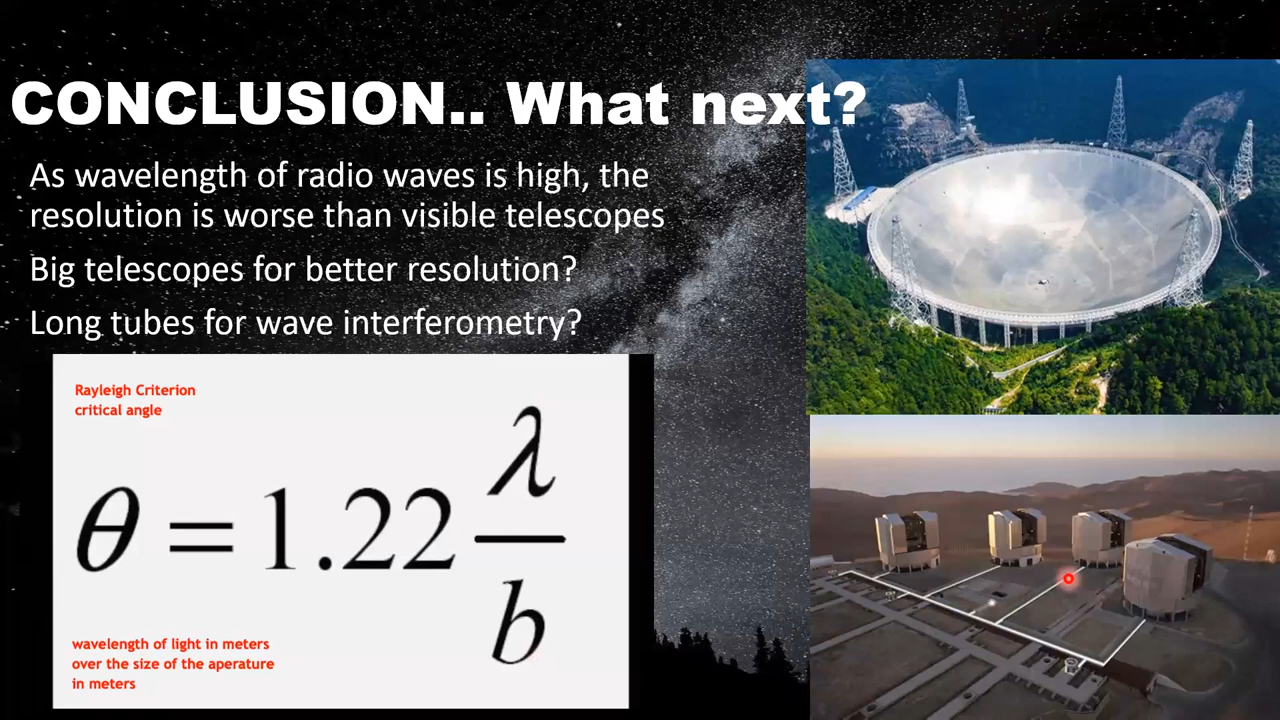 CONCLUSION.. What next?
As wavelength of radio waves is high, the
resolution is worse than visible telescopes
Big telescopes for better resolution?
Long tubes for wave interferometry?
Rayleigh Criterion
critical angle
θ = 1.22 λ/b
wavelength of light in meters
over the size of the aperature
in meters